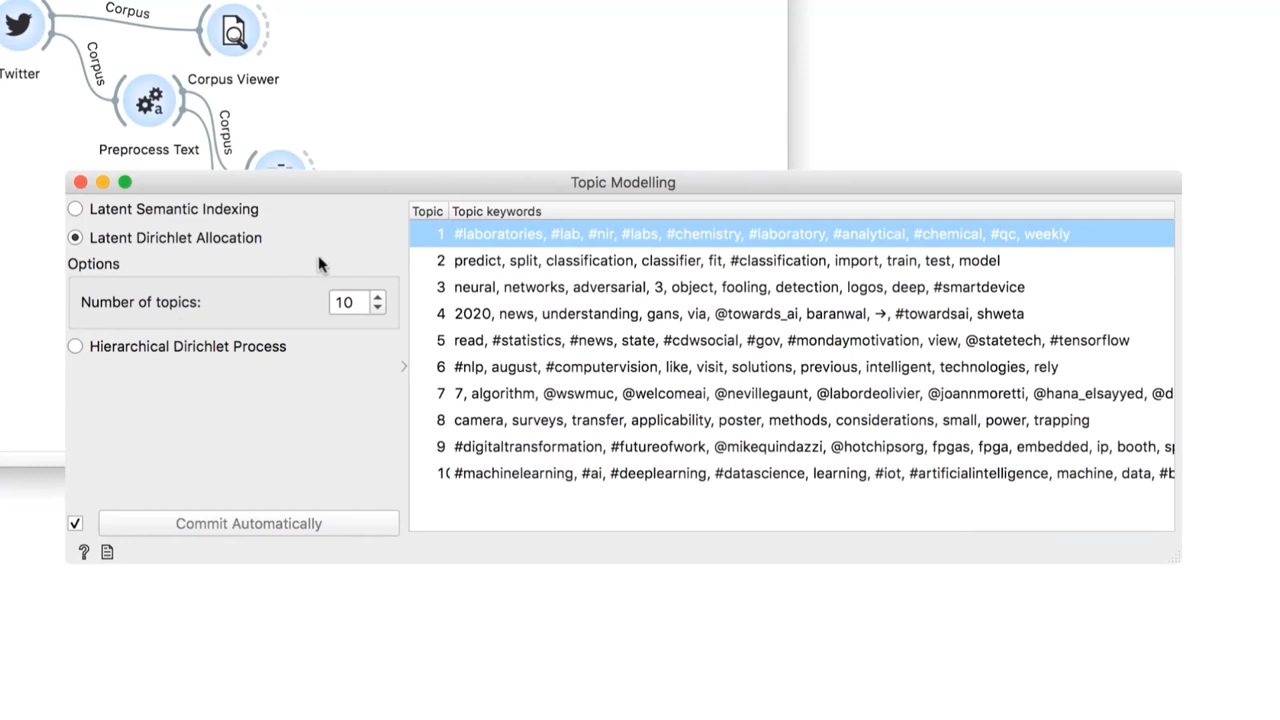 Corpus
Twitter
Corpus
Corpus Viewer
Corpus
a
Preprocess Text
Topic Modelling
Latent Semantic Indexing
Latent Dirichlet Allocation
Options
Number of topics: 10
Hierarchical Dirichlet Process
Commit Automatically
?
Topic Topic keywords
1 #laboratories, #lab, #nir, #labs, #chemistry, #laboratory, #analytical, #chemical, #qc, weekly
2 predict, split, classification, classifier, fit, #classification, import, train, test, model
3 neural, networks, adversarial, 3, object, fooling, detection, logos, deep, #smartdevice
4 2020, news, understanding, gans, via, @towards_ai, baranwal, →, #towardsai, shweta
5 read, #statistics, #news, state, #cdwsocial, #gov, #mondaymotivation, view, @statetech, #tensorflow
6 #nlp, august, #computervision, like, visit, solutions, previous, intelligent, technologies, rely
7 7, algorithm, @wswmuc, @welcomeai, @nevillegaunt, @labordeolivier, @joannmoretti, @hana_elsayyed, @d
8 camera, surveys, transfer, applicability, poster, methods, considerations, small, power, trapping
9 #digitaltransformation, #futureofwork, @mikequindazzi, @hotchipsorg, fpgas, fpga, embedded, ip, booth,
10 #machinelearning, #ai, #deeplearning, #datascience, learning, #iot, #artificialintelligence, machine, data,